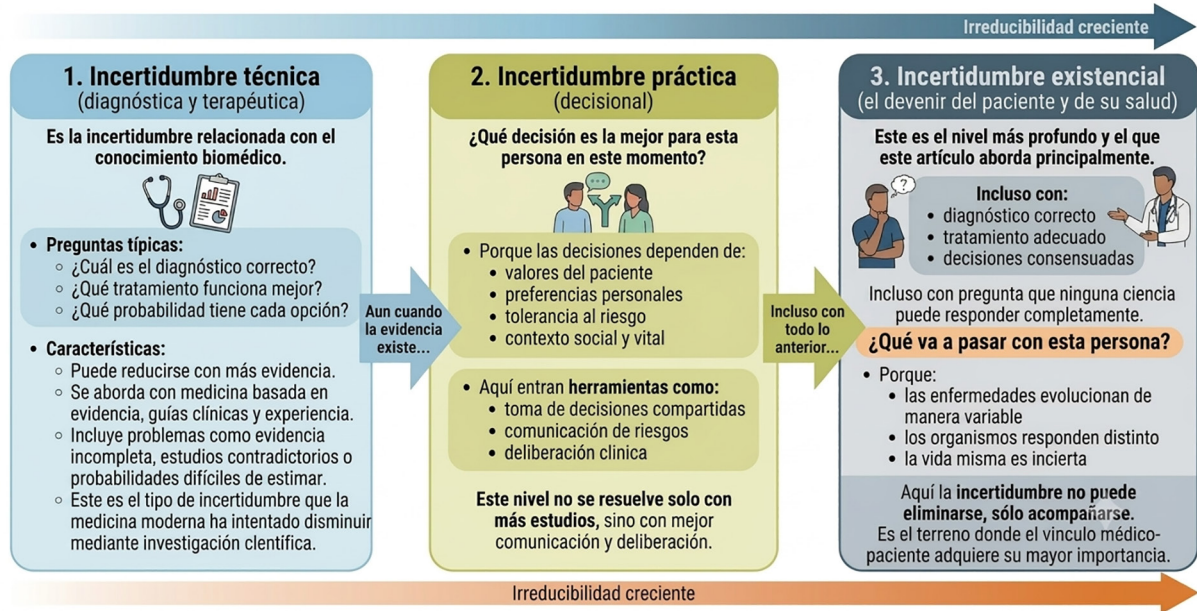 Irreducibilidad creciente
1. Incertidumbre técnica
(diagnóstica y terapéutica)
Es la incertidumbre relacionada con el
conocimiento biomédico.
• Preguntas típicas:
○ ¿Cuál es el diagnóstico correcto?
○ ¿Qué tratamiento funciona mejor?
○ ¿Qué probabilidad tiene cada opción?
• Características:
○ Puede reducirse con más evidencia.
○ Se aborda con medicina basada en
evidencia, guías clínicas y experiencia.
○ Incluye problemas como evidencia
incompleta, estudios contradictorios o
probabilidades difíciles de estimar.
○ Este es el tipo de incertidumbre que la
medicina moderna ha intentado disminuir
mediante investigación científica.
Aun cuando
la evidencia
existe...
2. Incertidumbre práctica
(decisional)
¿Qué decisión es la mejor para esta
persona en este momento?
• Porque las decisiones dependen de:
• valores del paciente
• preferencias personales
• tolerancia al riesgo
• contexto social y vital
• Aquí entran herramientas como:
• toma de decisiones compartidas
• comunicación de riesgos
• deliberación clinica
Este nivel no se resuelve solo con
más estudios, sino con mejor
comunicación y deliberación.
Incluso con
todo lo
anterior...
3. Incertidumbre existencial
(el devenir del paciente y de su salud)
Este es el nivel más profundo y el que
este artículo aborda principalmente.
?
Incluso con:
• diagnóstico correcto
• tratamiento adecuado
• decisiones consensuadas
Incluso con pregunta que ninguna ciencia
puede responder completamente.
¿Qué va a pasar con esta persona?
• Porque:
• las enfermedades evolucionan de
manera variable
• los organismos responden distinto
• la vida misma es incierta
Aquí la incertidumbre no puede
eliminarse, sólo acompañarse.
Es el terreno donde el vinculo médico-
paciente adquiere su mayor importancia.
Irreducibilidad creciente